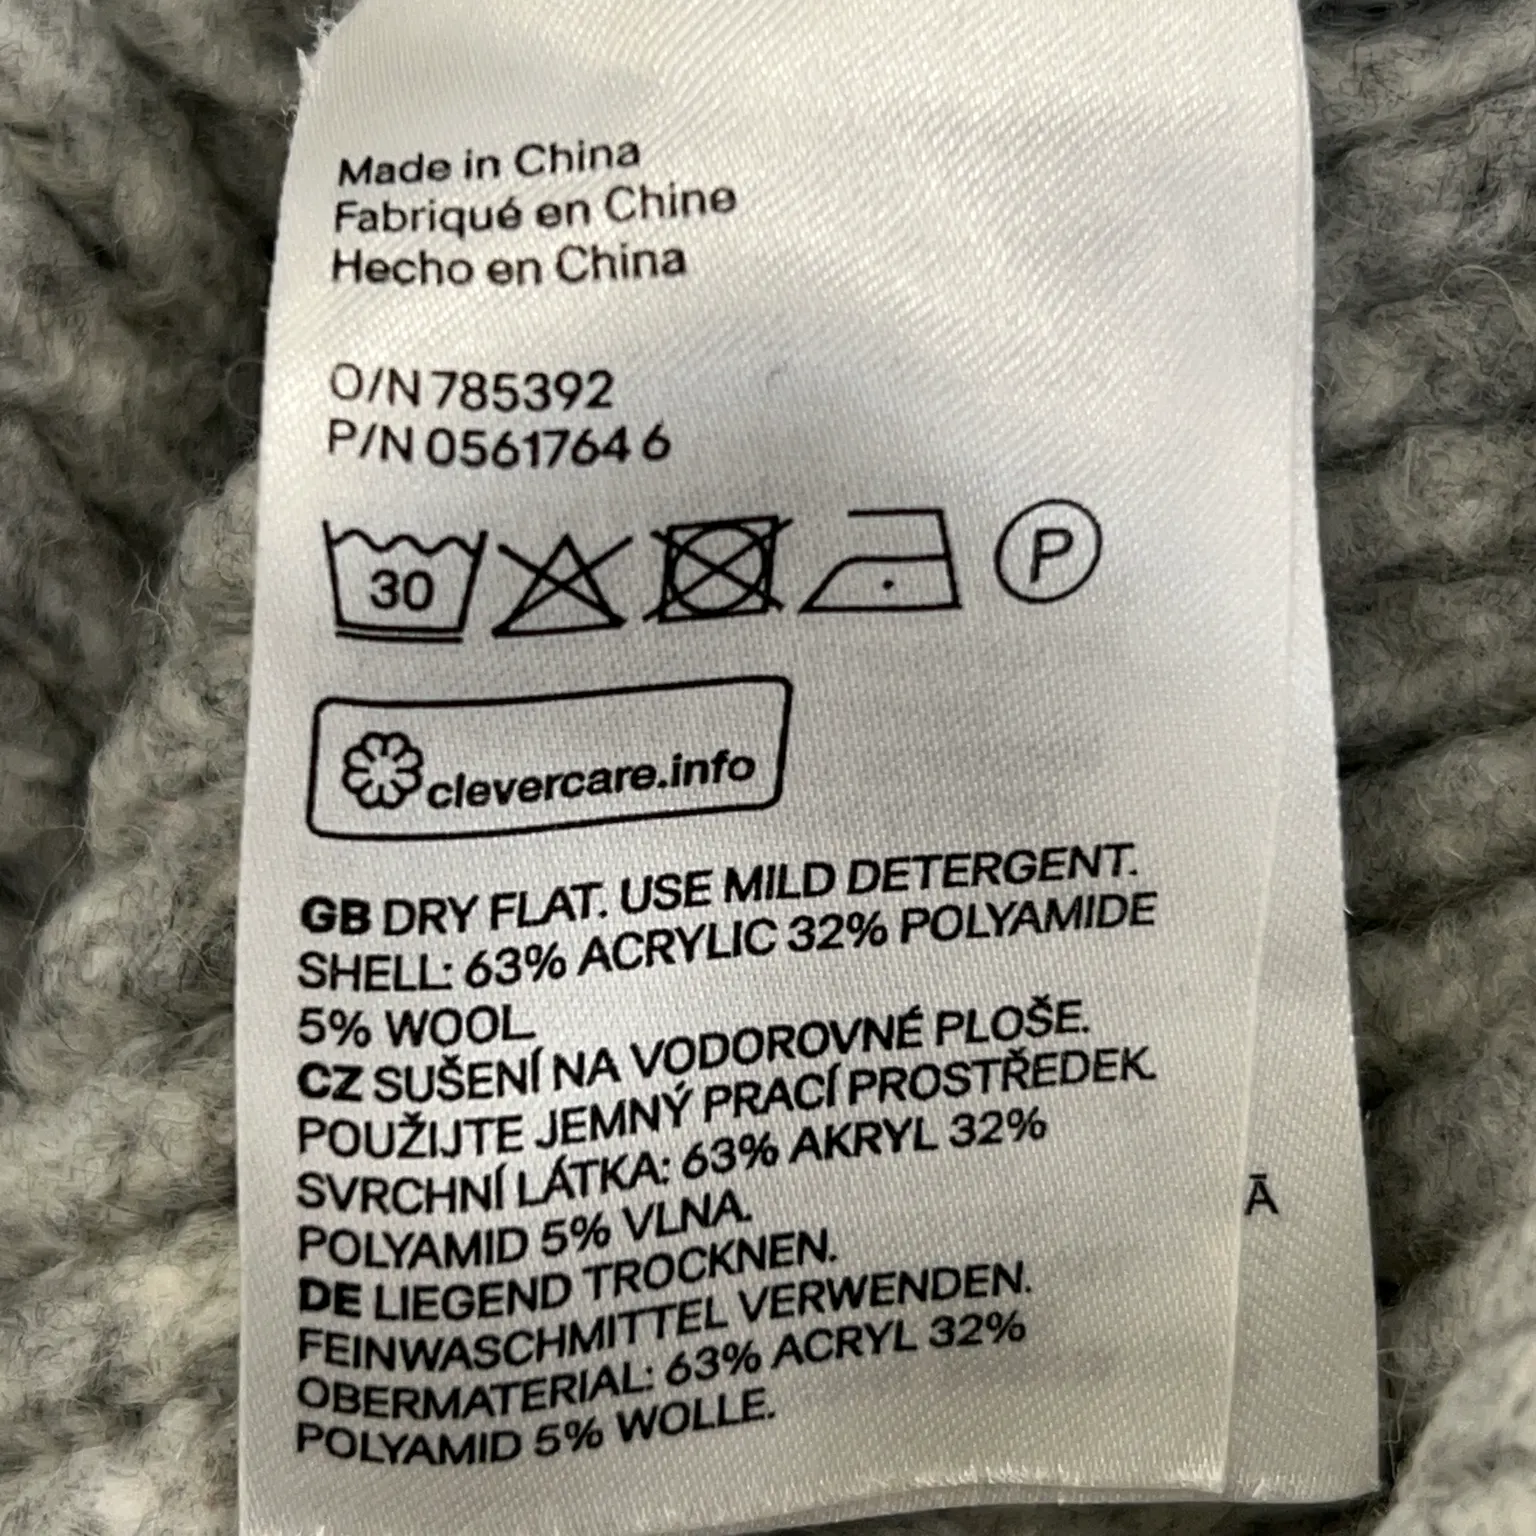 Made in China
Fabriqué en Chine
Hecho en China
O/N 785392
P/N 0561764 6
30
P
clevercare.info
GB DRY FLAT. USE MILD DETERGENT.
SHELL: 63% ACRYLIC 32% POLYAMIDE
5% WOOL
CZ SUŠENÍ NA VODOROVNÉ PLOŠE.
POUŽIJTE JEMNÝ PRACÍ PROSTŘEDEK.
SVRCHNÍ LÁTKA: 63% AKRYL 32%
POLYAMID 5% VLNA.
DE LIEGEND TROCKNEN.
FEINWASCHMITTEL VERWENDEN.
OBERMATERIAL: 63% ACRYL 32%
POLYAMID 5% WOLLE.
Ā